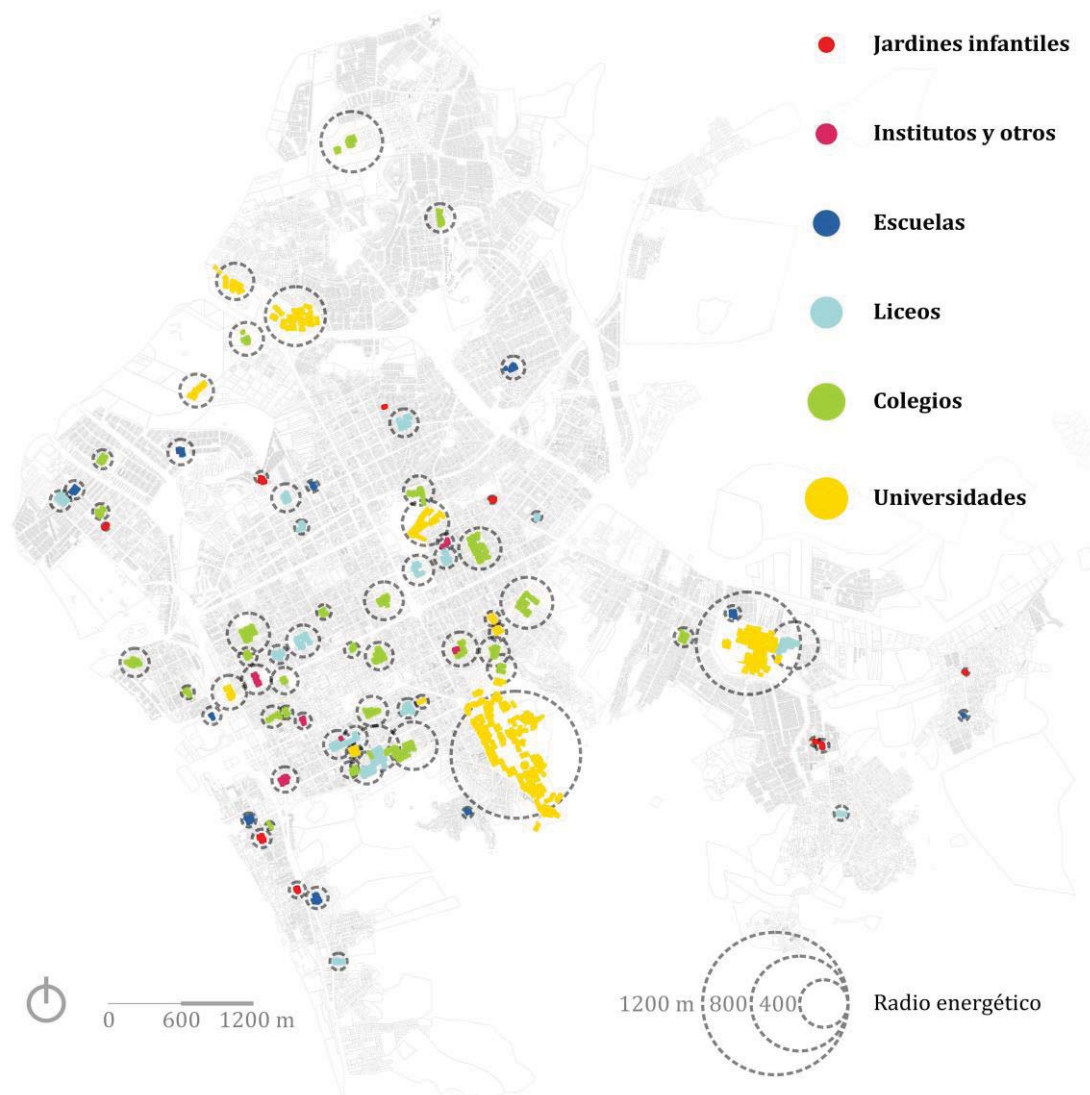 Jardines infantiles
Institutos y otros
Escuelas
Liceos
Colegios
Universidades
0 600 1200 m
1200 m 800 400 Radio energético